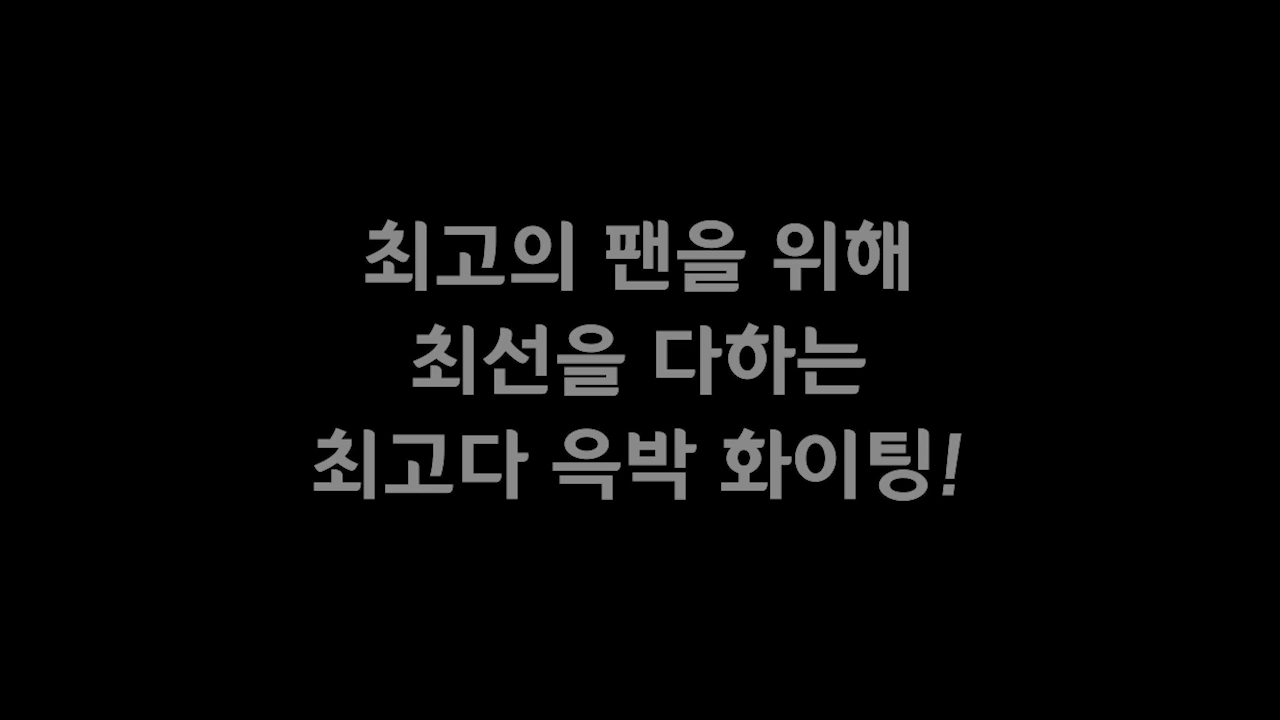 최고의 팬을 위해
최선을 다하는
최고다 윽박 화이팅!